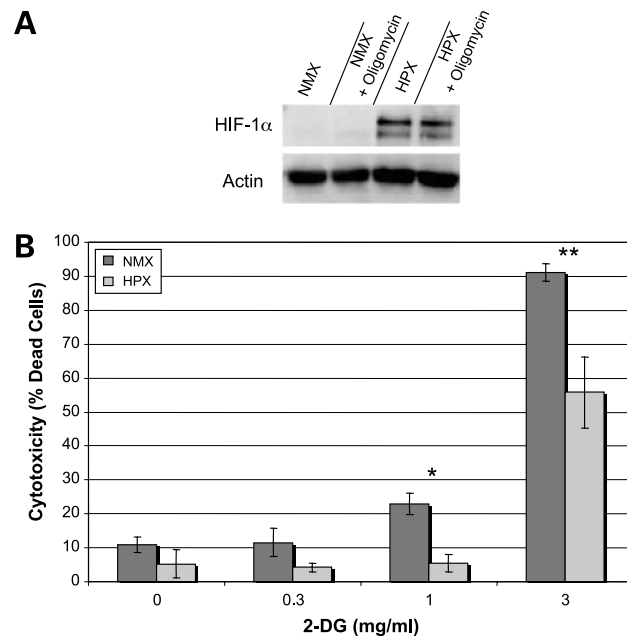 A
NMX
NMX
+ Oligomycin
HPX
HPX
+ Oligomycin
HIF-1α
Actin
B
100
90
80
70
60
50
40
30
20
10
0
Cytotoxicity (% Dead Cells)
NMX
HPX
*
**
0
0.3
1
3
2-DG (mg/ml)